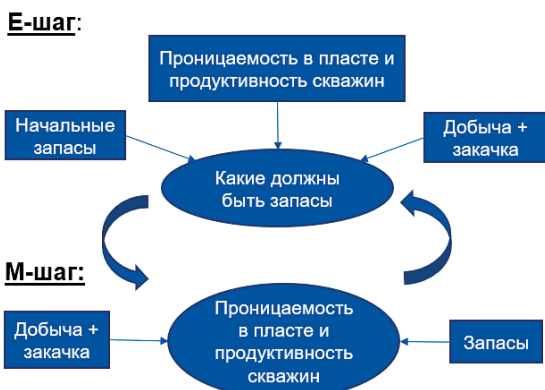 Е-шаг:
Проницаемость в пласте и
продуктивность скважин
Начальные
запасы
Добыча +
закачка
Какие должны
быть запасы
М-шаг:
Проницаемость
в пласте и
продуктивность
скважин
Добыча +
закачка
Запасы